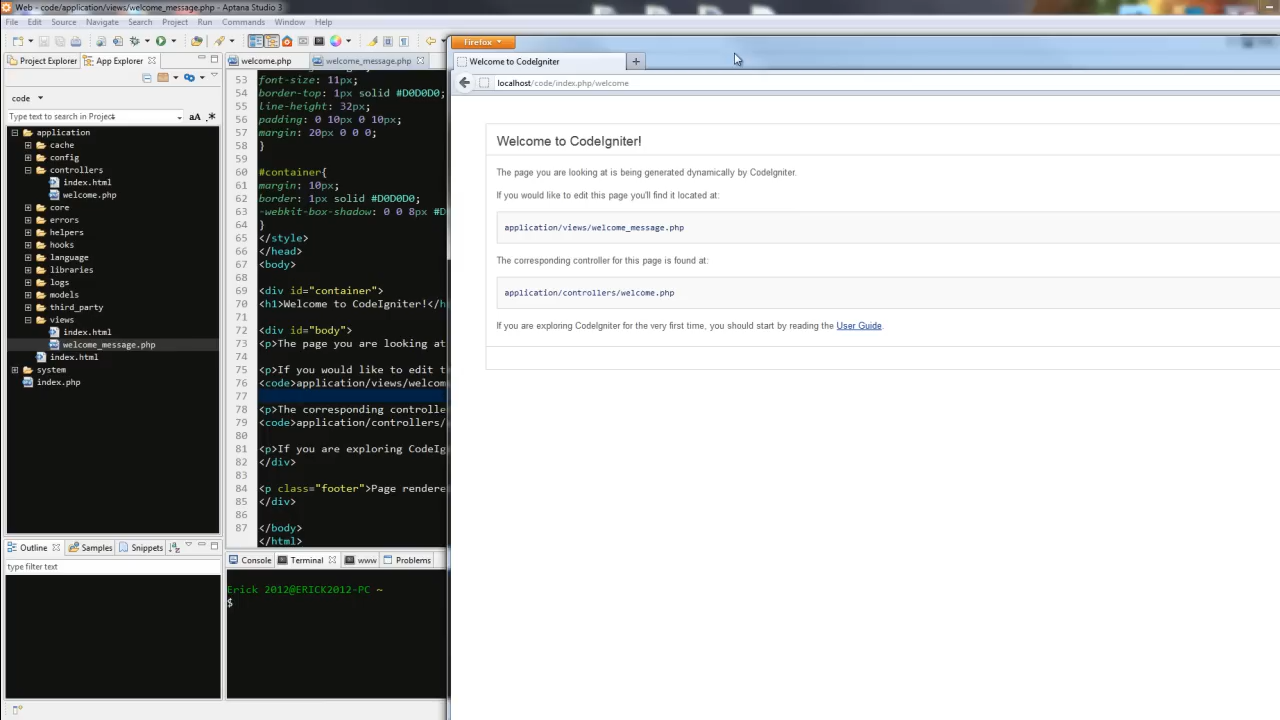 Web - code/application/views/welcome_message.php - Aptana Studio 3
File Edit Source Navigate Search Project Run Commands Window Help
Project Explorer App Explorer
code
Type text to search in Projects
aA .*
application
cache
config
controllers
index.html
welcome.php
core
errors
helpers
hooks
language
libraries
logs
models
third_party
views
index.html
welcome_message.php
index.html
system
index.php
Outline Samples Snippets
type filter text
welcome.php welcome_message.php
53 font-size: 11px;
54 border-top: 1px solid #D0D0D0;
55 line-height: 32px;
56 padding: 0 10px 0 10px;
57 margin: 20px 0 0 0;
58 }
59
60 #container{
61 margin: 10px;
62 border: 1px solid #D0D0D0;
63 -webkit-box-shadow: 0 0 8px #D
64 }
65 </style>
66 </head>
67 <body>
68
69 <div id="container">
70 <h1>Welcome to CodeIgniter!</h
71
72 <div id="body">
73 <p>The page you are looking at
74
75 <p>If you would like to edit t
76 <code>application/views/welcom
77
78 <p>The corresponding controlle
79 <code>application/controllers/
80
81 <p>If you are exploring CodeIg
82 </div>
83
84 <p class="footer">Page rendere
85 </div>
86
87 </body>
</html>
Console Terminal www Problems
Erick 2012@ERICK2012-PC ~
$
Firefox
Welcome to CodeIgniter
localhost/code/index.php/welcome
Welcome to CodeIgniter!
The page you are looking at is being generated dynamically by CodeIgniter.
If you would like to edit this page you'll find it located at:
application/views/welcome_message.php
The corresponding controller for this page is found at:
application/controllers/welcome.php
If you are exploring CodeIgniter for the very first time, you should start by reading the User Guide.